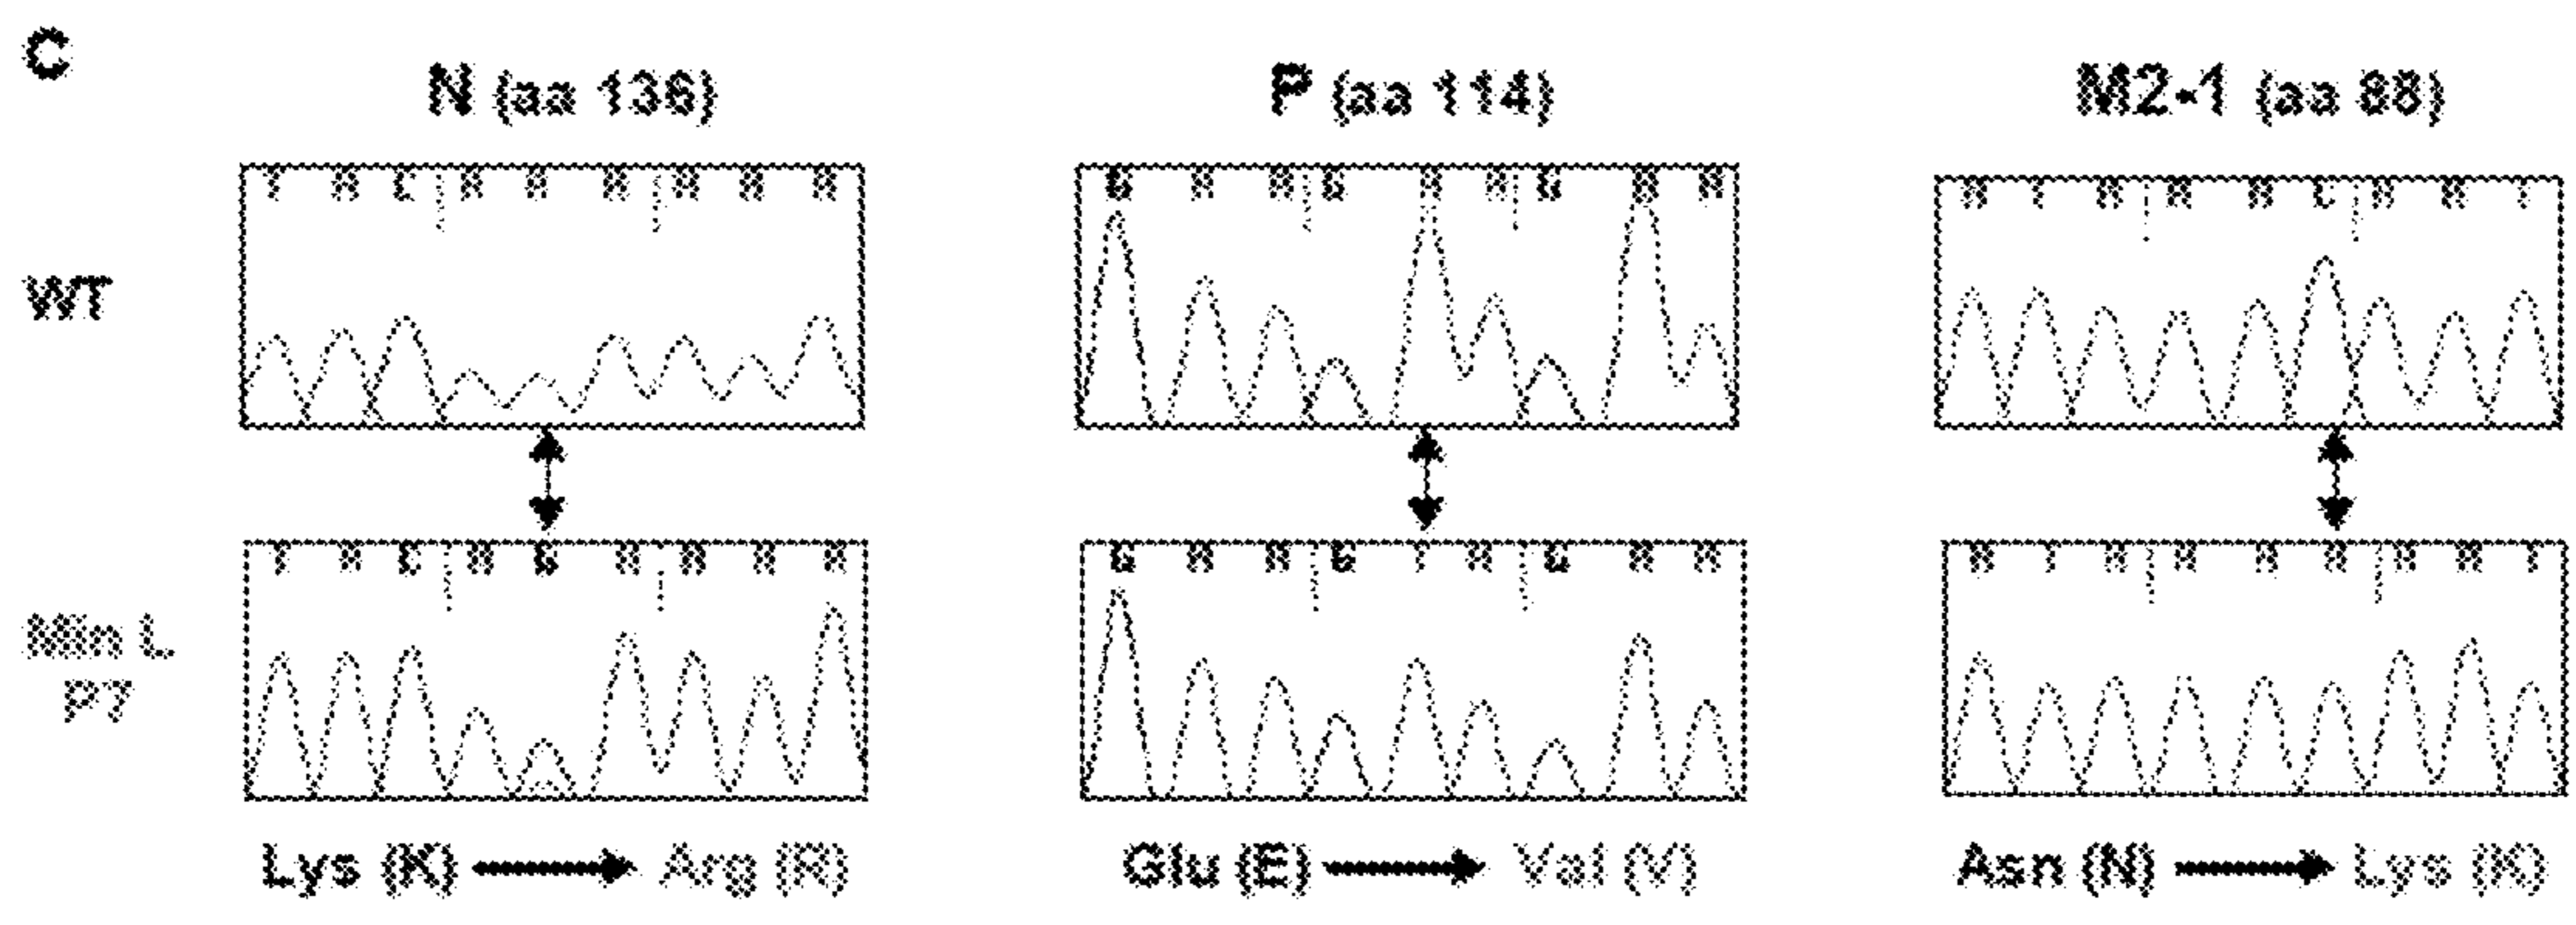 C
N (aa 136)
P (aa 114)
M2-1 (aa 88)
WT
T A C A A A A A A
G A A G A A G A A
A T A A A C A A T
Min L
P7
T A C A G A A A A
G A A G T A G A A
A T A A A A A A T
Lys (K) Arg (R)
Glu (E) Val (V)
Asn (N) Lys (K)